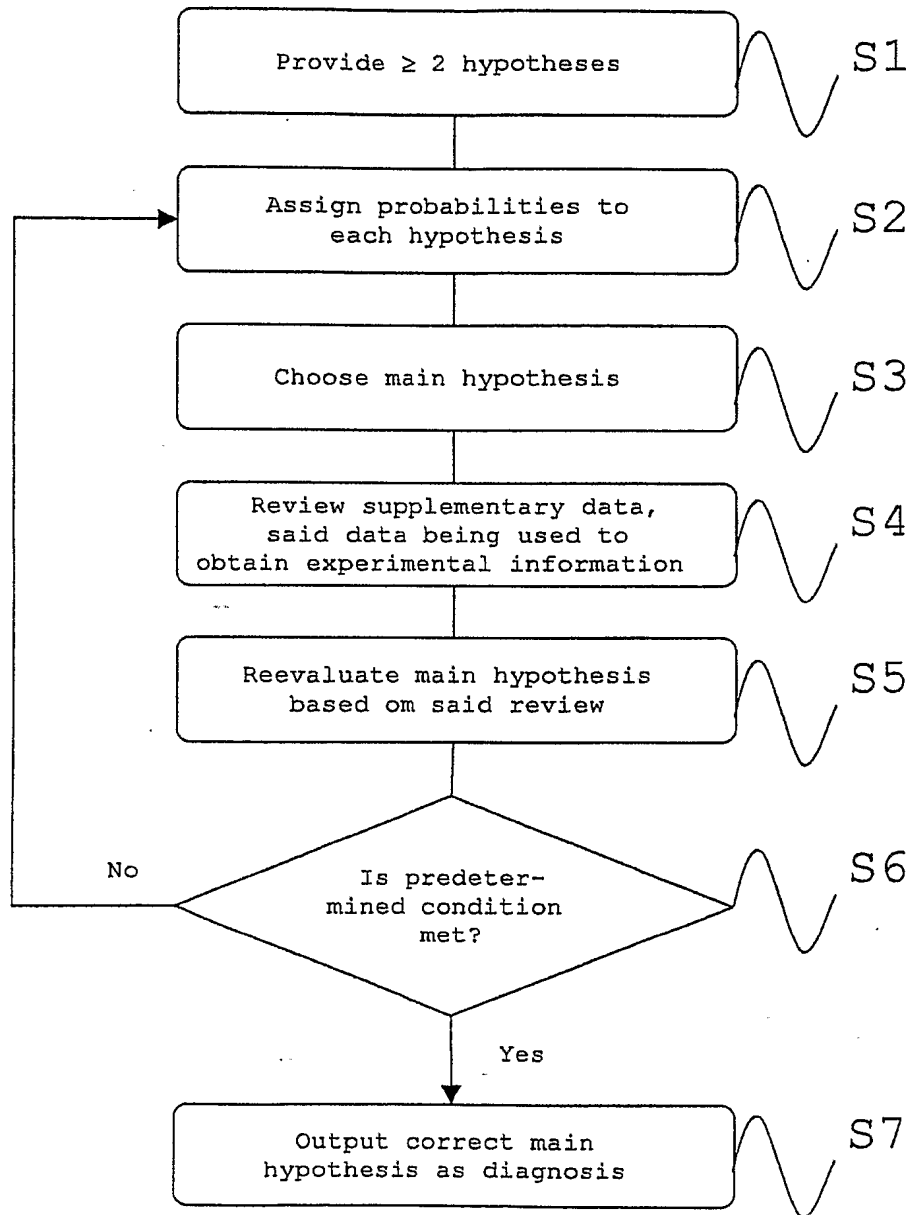 Provide ≥ 2 hypotheses
S1
Assign probabilities to
each hypothesis
S2
Choose main hypothesis
S3
Review supplementary data,
said data being used to
obtain experimental information
S4
Reevaluate main hypothesis
based om said review
S5
No
Is predeter-
mined condition
met?
S6
Yes
Output correct main
hypothesis as diagnosis
S7